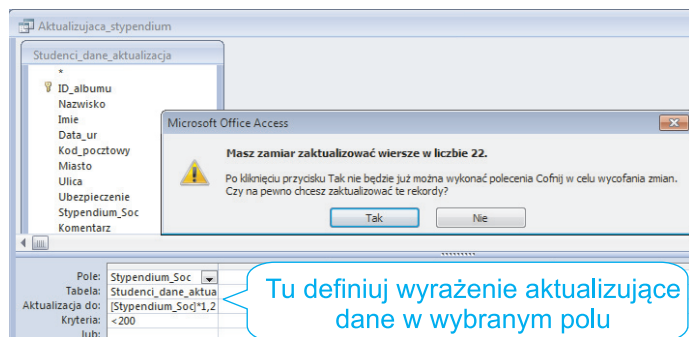 Aktualizujaca_stypendium
Studenci_dane_aktualizacja
*
ID_albumu
Nazwisko
Imie
Data_ur
Kod_pocztowy
Miasto
Ulica
Ubezpieczenie
Stypendium_Soc
Komentarz
Microsoft Office Access
Masz zamiar zaktualizować wiersze w liczbie 22.
Po kliknięciu przycisku Tak nie będzie już można wykonać polecenia Cofnij w celu wycofania zmian.
Czy na pewno chcesz zaktualizować te rekordy?
Tak Nie
Pole: Stypendium_Soc
Tabela: Studenci_dane_aktua
Aktualizacja do: [Stypendium_Soc]*1,2
Kryteria: <200
lub:
Tu definiuj wyrażenie aktualizujące
dane w wybranym polu